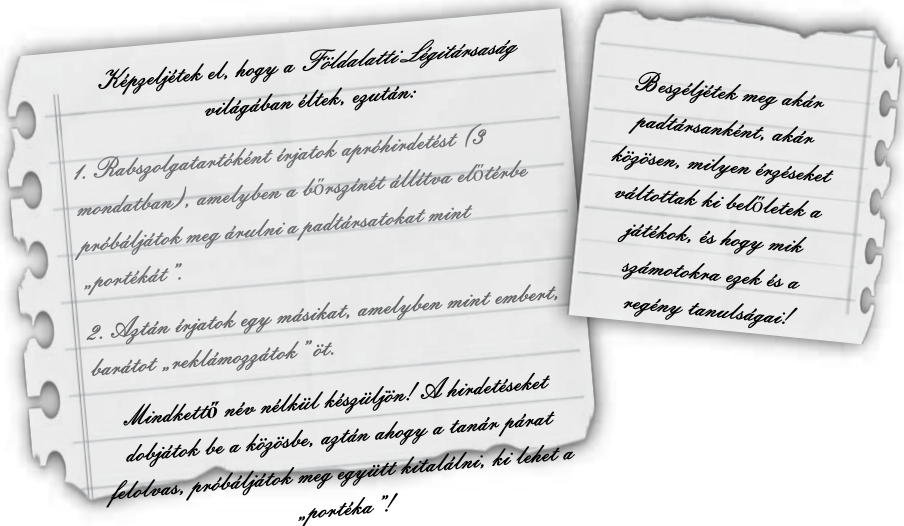 Képzeljétek el, hogy a Földalatti Légitársaság
világában éltek, ezután:
1. Rabszolgatartóként írjatok apróhirdetést (3
mondatban), amelyben a bőrszínét állítva előtérbe
próbáljátok meg árulni a padtársatokat mint
„portékát”.
2. Aztán írjatok egy másikat, amelyben mint embert,
barátot „reklámozzátok” öt.
Mindkettő név nélkül készüljön! A hirdetéseket
dobjátok be a közösbe, aztán ahogy a tanár párat
felolvas, próbáljátok meg együtt kitalálni, ki lehet a
„portéka”!
Beszéljétek meg akár
padtársanként, akár
közösen, milyen érzéseket
váltottak ki belőletek a
játékok, és hogy mik
számotokra ezek és a
regény tanulságai!